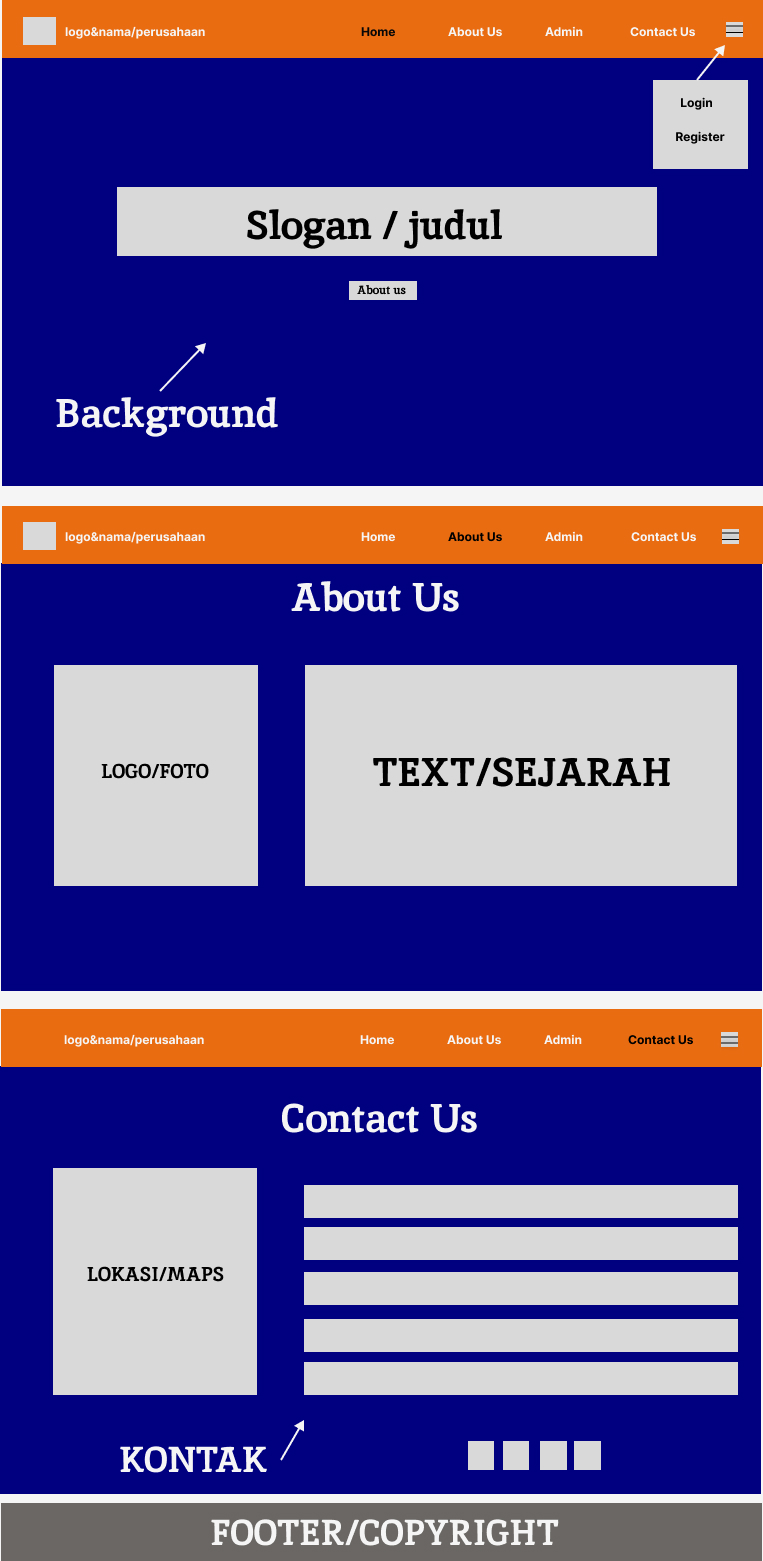 logo&nama/perusahaan Home About Us Admin Contact Us
Login
Register
Slogan / judul
About us
Background
logo&nama/perusahaan Home About Us Admin Contact Us
About Us
LOGO/FOTO
TEXT/SEJARAH
logo&nama/perusahaan Home About Us Admin Contact Us
Contact Us
LOKASI/MAPS
KONTAK
FOOTER/COPYRIGHT